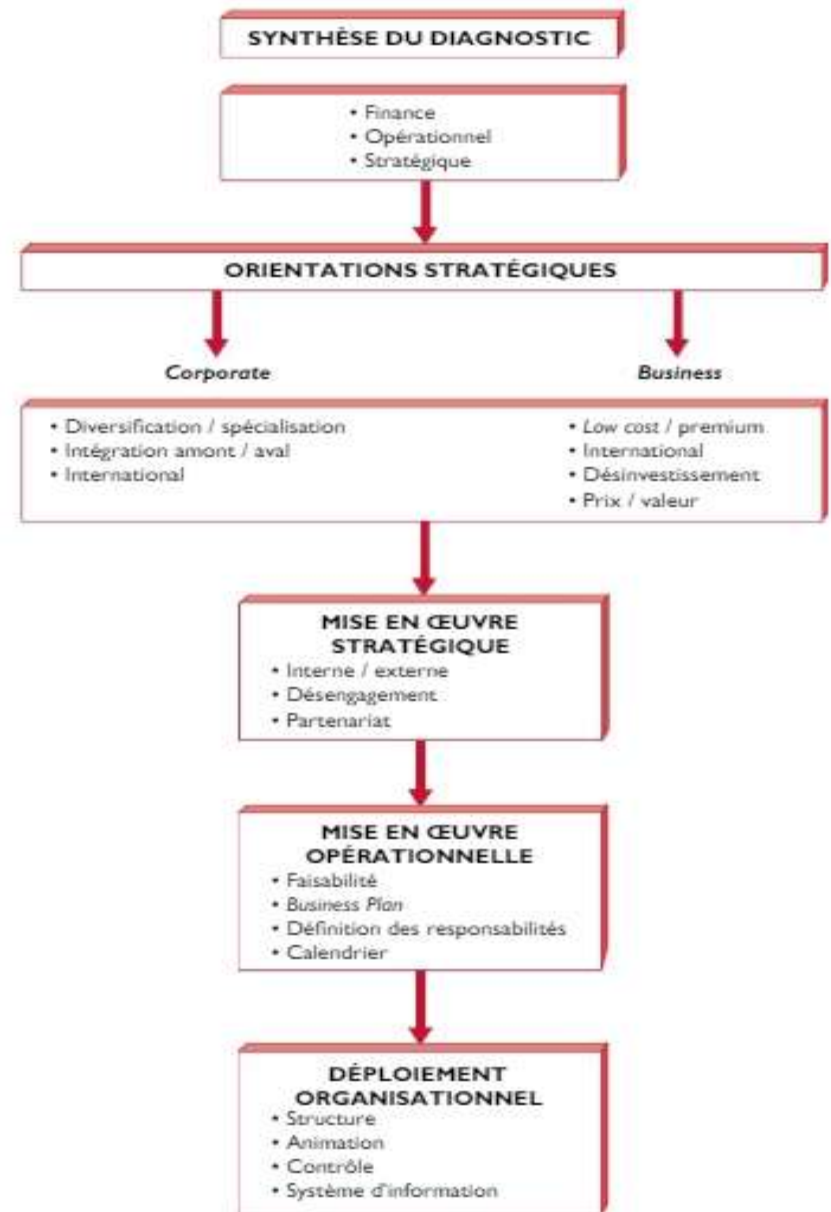 SYNTHÈSE DU DIAGNOSTIC
• Finance
• Opérationnel
• Stratégique
ORIENTATIONS STRATÉGIQUES
Corporate
Business
• Diversification / spécialisation
• Intégration amont / aval
• International
• Low cost / premium
• International
• Désinvestissement
• Prix / valeur
MISE EN ŒUVRE
STRATÉGIQUE
• Interne / externe
• Désengagement
• Partenariat
MISE EN ŒUVRE
OPÉRATIONNELLE
• Faisabilité
• Business Plan
• Définition des responsabilités
• Calendrier
DÉPLOIEMENT
ORGANISATIONNEL
• Structure
• Animation
• Contrôle
• Système d'information